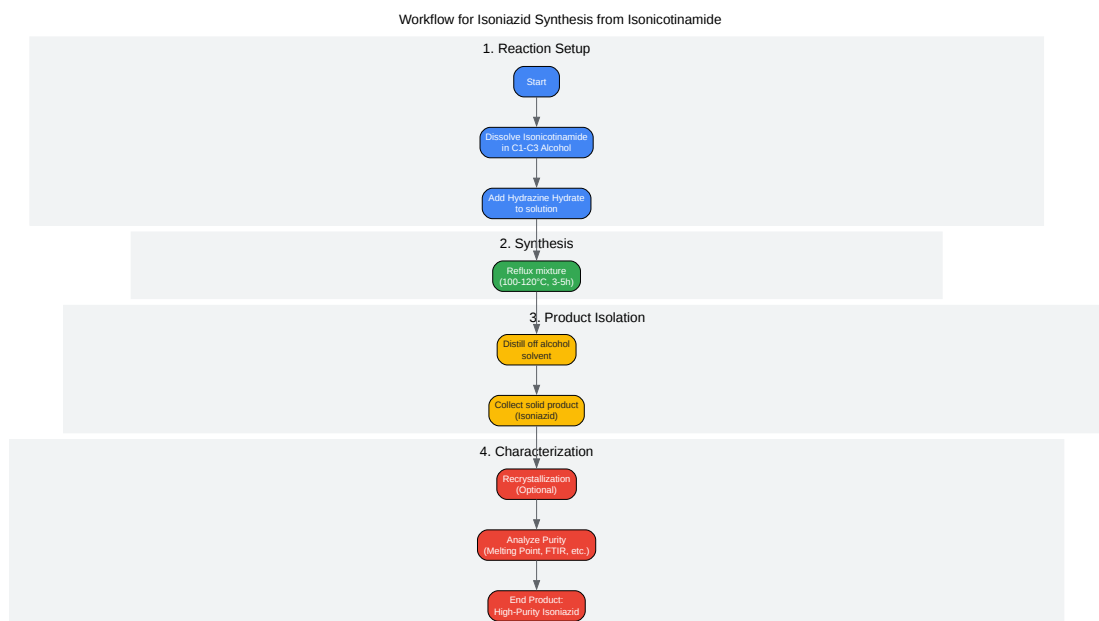 Workflow for Isoniazid Synthesis from Isonicotinamide
1. Reaction Setup
Start
Dissolve Isonicotinamide
in C1-C3 Alcohol
Add Hydrazine Hydrate
to solution
2. Synthesis
Reflux mixture
(100-120°C, 3-5h)
3. Product Isolation
Distill off alcohol
solvent
Collect solid product
(Isoniazid)
4. Characterization
Recrystallization
(Optional)
Analyze Purity
(Melting Point, FTIR, etc.)
End Product:
High-Purity Isoniazid